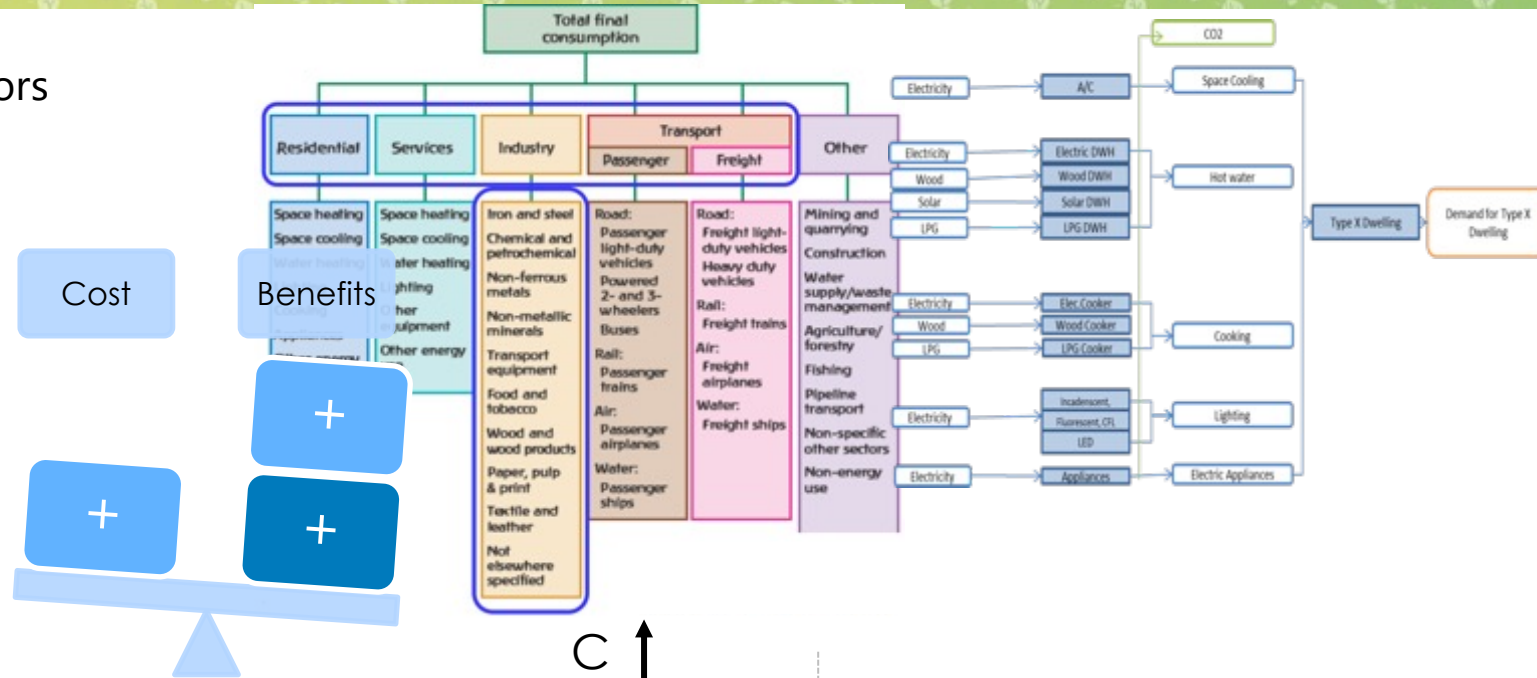 ors
Total final
consumption
Residential
Services
Industry
Transport
Passenger
Freight
Other
Space heating
Space cooling
Water heating
Cooking
Space heating
Space cooling
ater heating
ghting
her
uipment
Other energy
Iron and steel
Chemical and
petrochemical
Non-ferrous
metals
Non-metallic
minerals
Transport
equipment
Food and
tobacco
Wood and
wood products
Paper, pulp
& print
Textile and
leather
Not
elsewhere
specified
Road:
Passenger
light-duty
vehicles
Powered
2- and 3-
wheelers
Buses
Rail:
Passenger
trains
Air:
Passenger
airplanes
Water:
Passenger
ships
Road:
Freight light-
duty vehicles
Heavy duty
vehicles
Rail:
Freight trains
Air:
Freight
airplanes
Water:
Freight ships
Mining and
quarrying
Construction
Water
supply/waste
management
Agriculture/
forestry
Fishing
Pipeline
transport
Non-specific
other sectors
Non-energy
use
Cost
Benefits
+
+
+
C
CO2
Electricity
A/C
Space Cooling
Electricity
Electric DWH
Wood
Wood DWH
Hot water
Solar
Solar DWH
LPG
LPG DWH
Type X Dwelling
Demand for Type X
Dwelling
Electricity
Elec.Cooker
Wood
Wood Cooker
Cooking
LPG
LPG Cooker
Incadenscent,
Electricity
Fluorescent, CFL
Lighting
LED
Electricity
Appliances
Electric Appliances